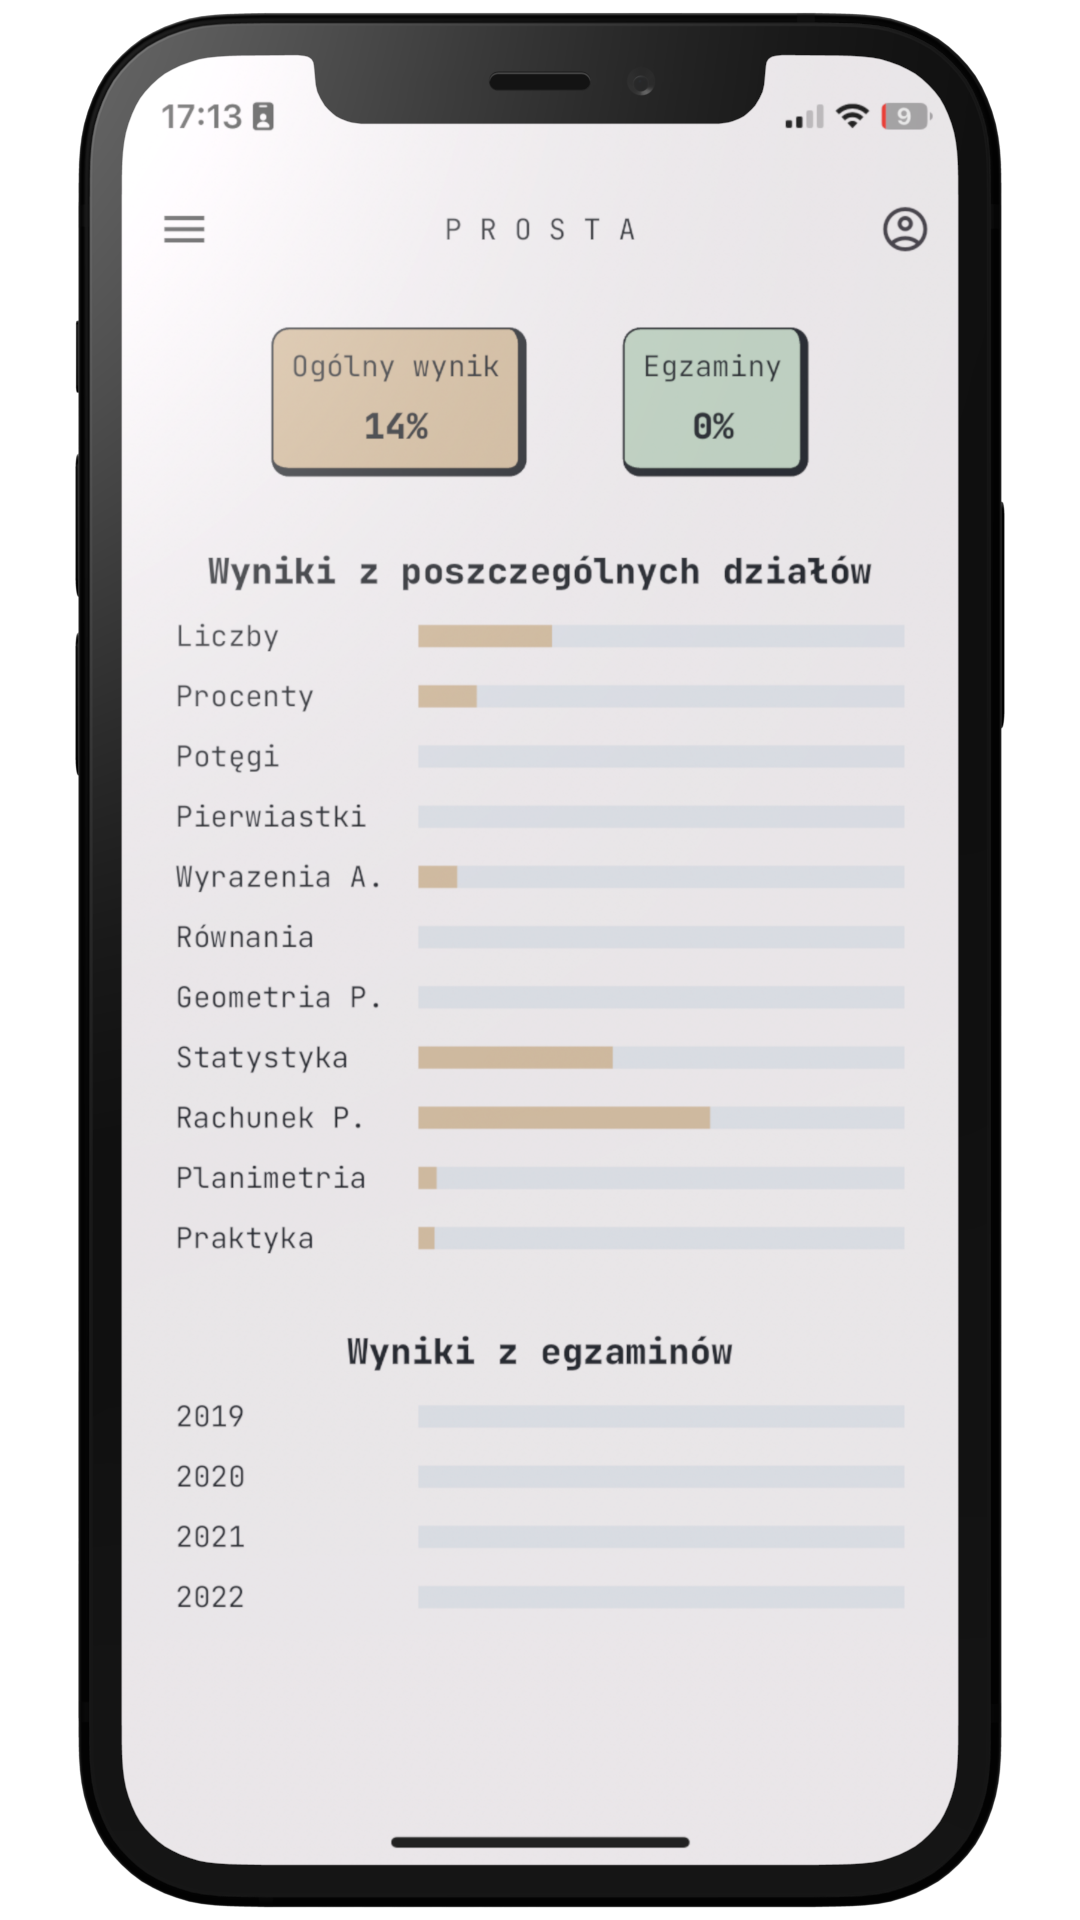 17:13
9
PROSTA
Ogólny wynik
14%
Egzaminy
0%
Wyniki z poszczególnych działów
Liczby
Procenty
Potęgi
Pierwiastki
Wyrazenia A.
Równania
Geometria P.
Statystyka
Rachunek P.
Planimetria
Praktyka
Wyniki z egzaminów
2019
2020
2021
2022